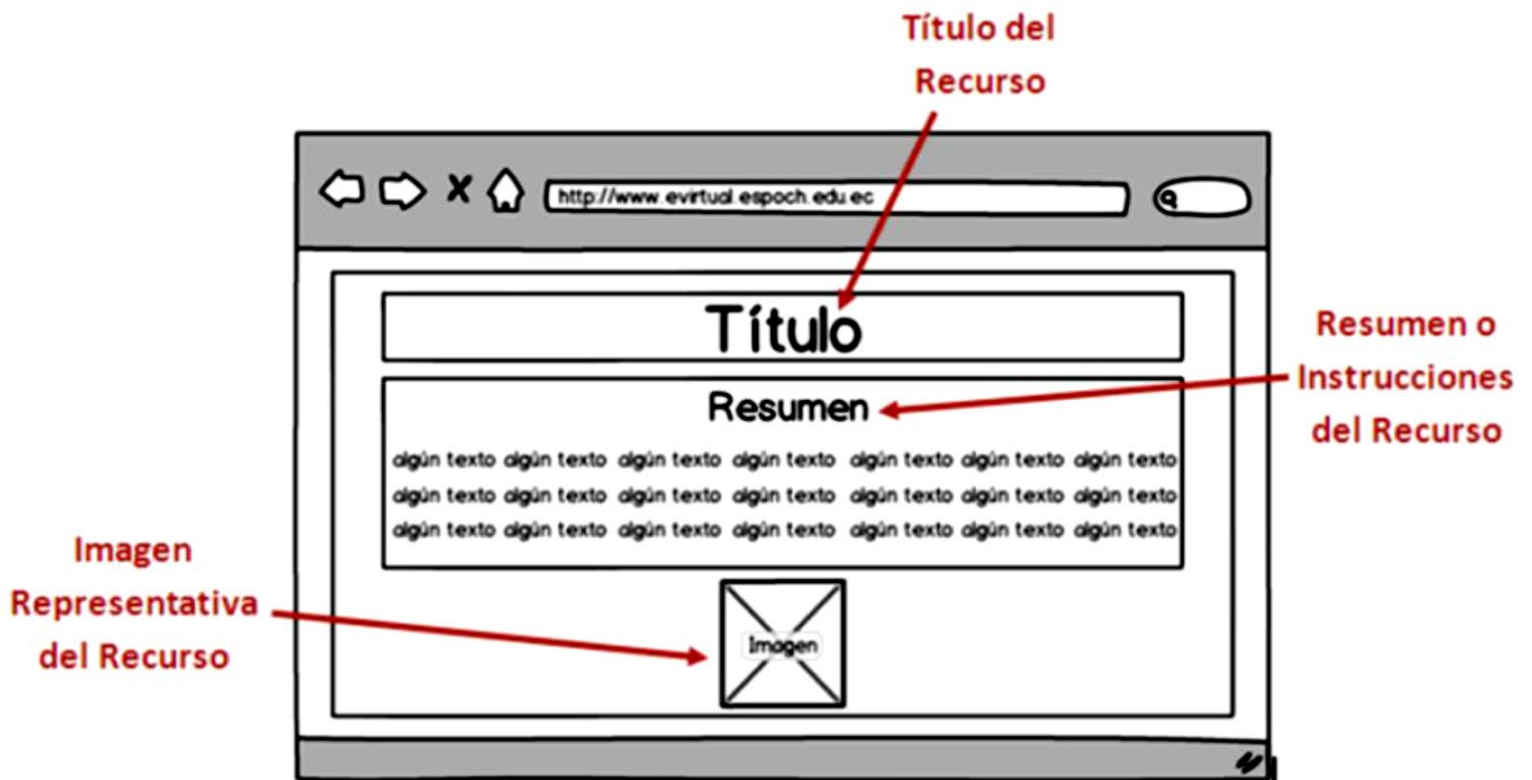 Título del
Recurso
http://www.evirtual.espoch.edu.ec
Título
Resumen o
Instrucciones
del Recurso
Resumen
algún texto algún texto algún texto algún texto algún texto algún texto algún texto
algún texto algún texto algún texto algún texto algún texto algún texto algún texto
algún texto algún texto algún texto algún texto algún texto algún texto algún texto
Imagen
Representativa
del Recurso
Imagen